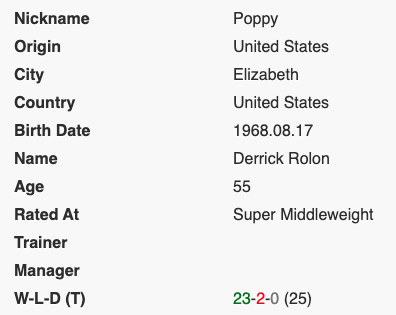 Nickname Poppy
Origin United States
City Elizabeth
Country United States
Birth Date 1968.08.17
Name Derrick Rolon
Age 55
Rated At Super Middleweight
Trainer
Manager
W-L-D (T) 23-2-0 (25)